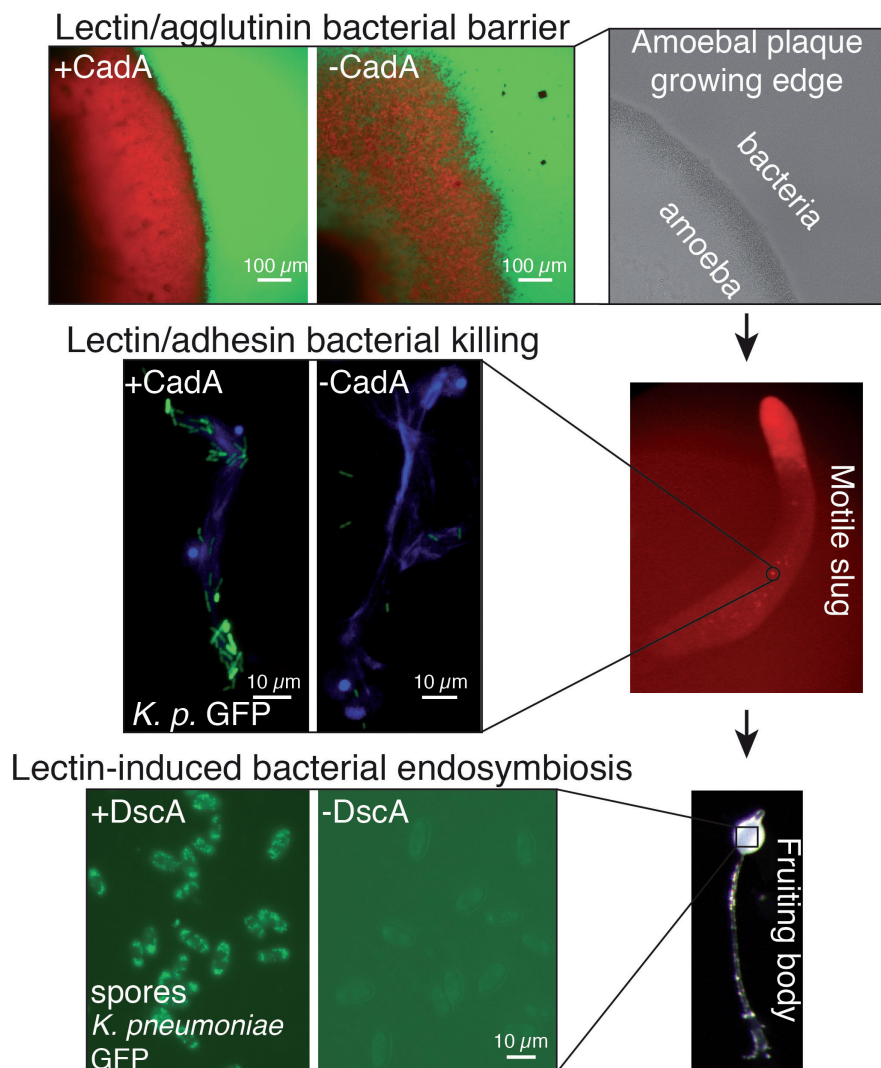 Lectin/agglutinin bacterial barrier
+CadA
-CadA
100 µm
100 µm
Amoebal plaque
growing edge
bacteria
amoeba
Lectin/adhesin bacterial killing
+CadA
-CadA
10 µm
10 µm
K. p. GFP
Motile slug
Lectin-induced bacterial endosymbiosis
+DscA
-DscA
spores
K. pneumoniae
GFP
10 µm
Fruiting body